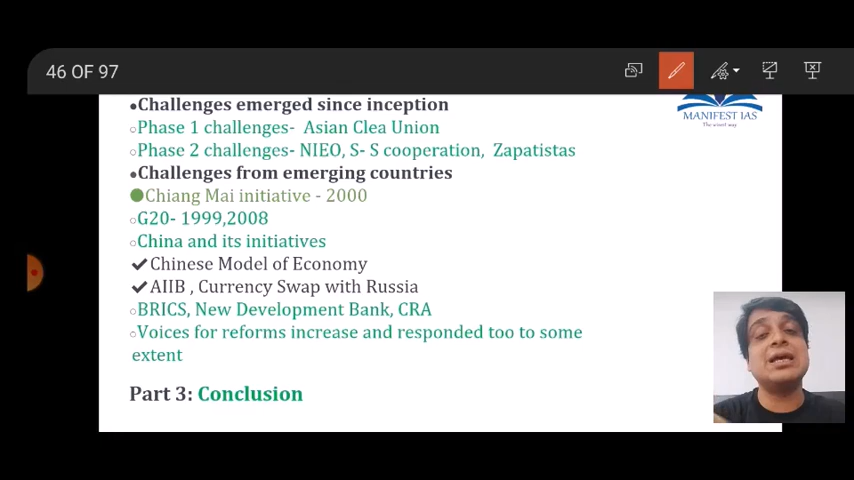 46 OF 97
MANIFEST IAS
•Challenges emerged since inception
○Phase 1 challenges- Asian Clea Union
○Phase 2 challenges- NIEO, S- S cooperation, Zapatistas
•Challenges from emerging countries
●Chiang Mai initiative - 2000
○G20- 1999,2008
○China and its initiatives
✔Chinese Model of Economy
✔AIIB , Currency Swap with Russia
○BRICS, New Development Bank, CRA
○Voices for reforms increase and responded too to some
extent
Part 3: Conclusion